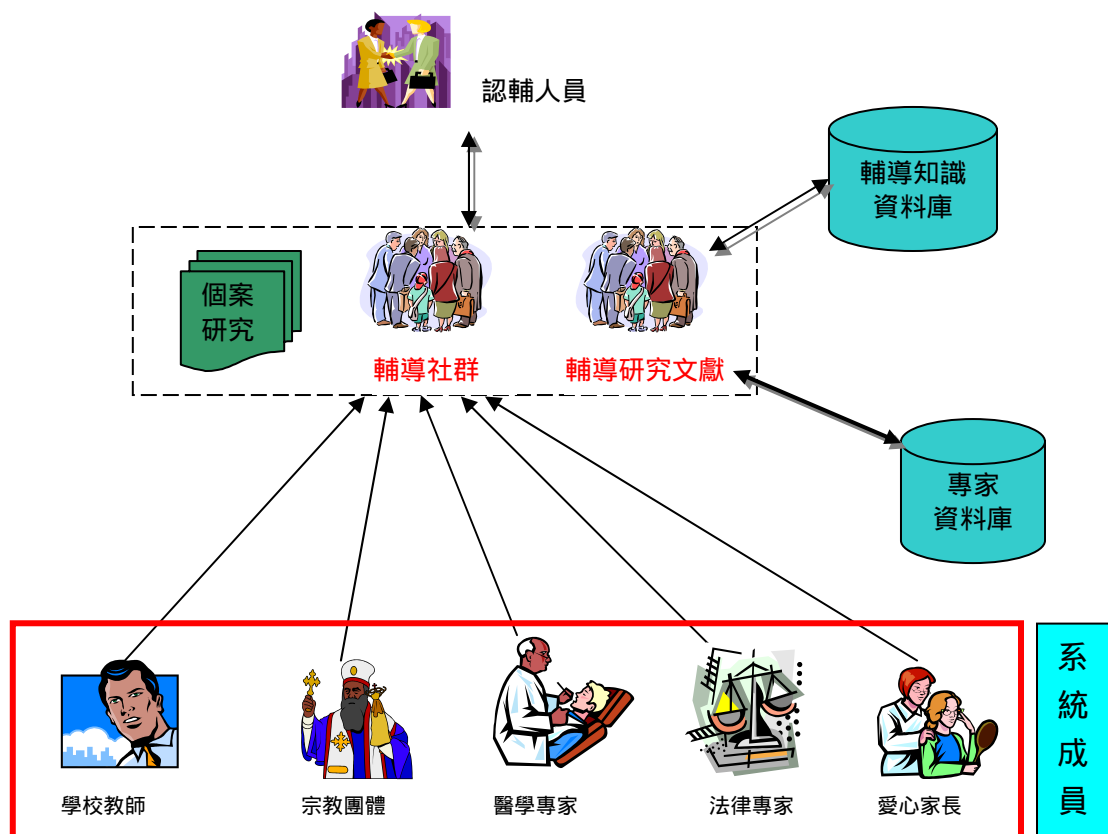 認輔人員
輔導知識
資料庫
個案
研究
輔導社群
輔導研究文獻
專家
資料庫
系
統
成
員
學校教師
宗教團體
醫學專家
法律專家
愛心家長